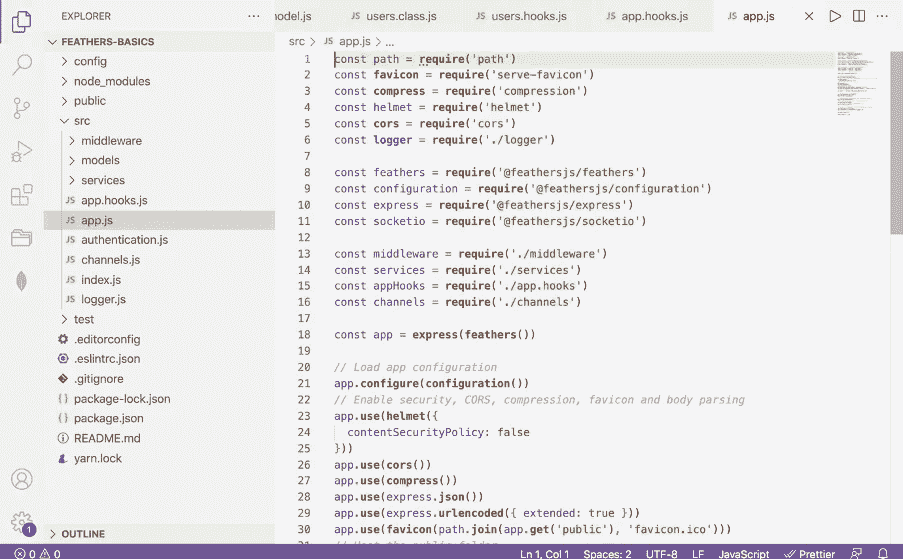 EXPLORER
nodel.js
users.class.js
users.hooks.js
app.hooks.js
app.js
FEATHERS-BASICS
config
node_modules
public
src
middleware
models
services
app.hooks.js
app.js
authentication.js
channels.js
index.js
logger.js
test
.editorconfig
.eslintrc.json
.gitignore
package-lock.json
package.json
README.md
yarn.lock
OUTLINE
src > JS app.js > ...
1 const path = require('path')
2 const favicon = require('serve-favicon')
3 const compress = require('compression')
4 const helmet = require('helmet')
5 const cors = require('cors')
6 const logger = require('./logger')
7
8 const feathers = require('@feathersjs/feathers')
9 const configuration = require('@feathersjs/configuration')
10 const express = require('@feathersjs/express')
11 const socketio = require('@feathersjs/socketio')
12
13 const middleware = require('./middleware')
14 const services = require('./services')
15 const appHooks = require('./app.hooks')
16 const channels = require('./channels')
17
18 const app = express(feathers())
19
20 // Load app configuration
21 app.configure(configuration())
22 // Enable security, CORS, compression, favicon and body parsing
23 app.use(helmet({
24 contentSecurityPolicy: false
25 }))
26 app.use(cors())
27 app.use(compress())
28 app.use(express.json())
29 app.use(express.urlencoded({ extended: true }))
30 app.use(favicon(path.join(app.get('public'), 'favicon.ico')))
1
0 0 Ln 1, Col 1 Spaces: 2 UTF-8 LF JavaScript Prettier